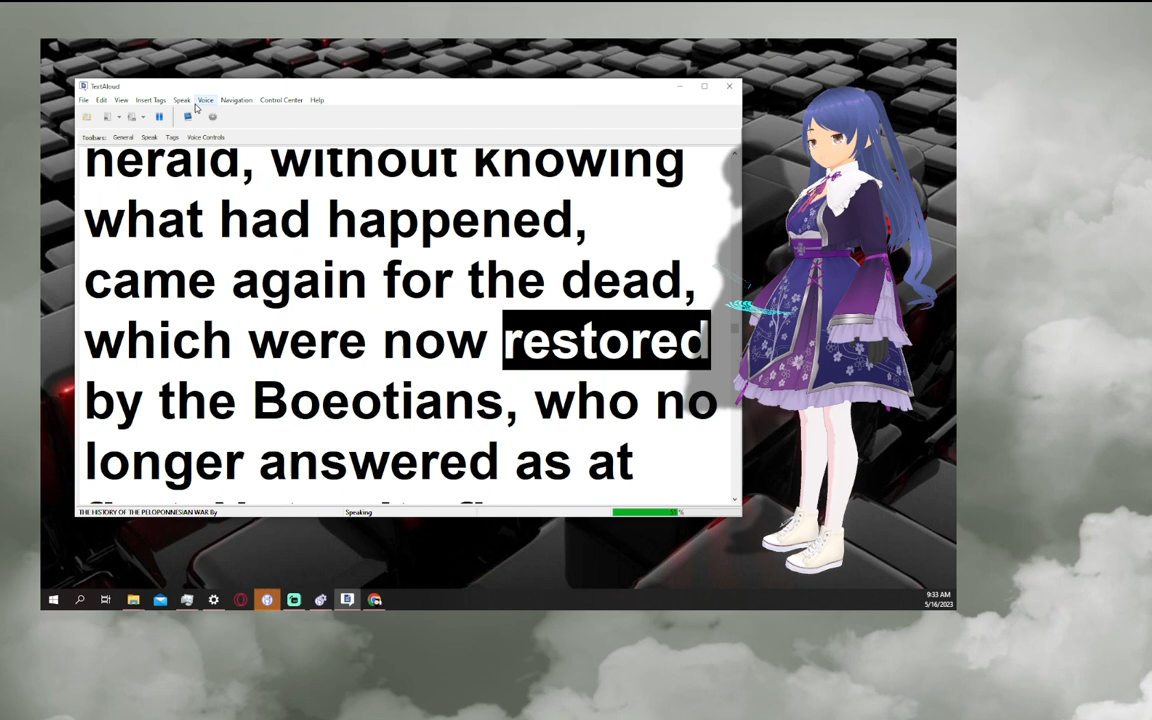 TextAloud
File Edit View Insert Tags Speak Voice Navigation Control Center Help
Toolbars: General Speak Tags Voice Controls
herald, without knowing
what had happened,
came again for the dead,
which were now restored
by the Boeotians, who no
longer answered as at
THE HISTORY OF THE PELOPONNESIAN WAR By Speaking
9:33 AM
5/16/2023